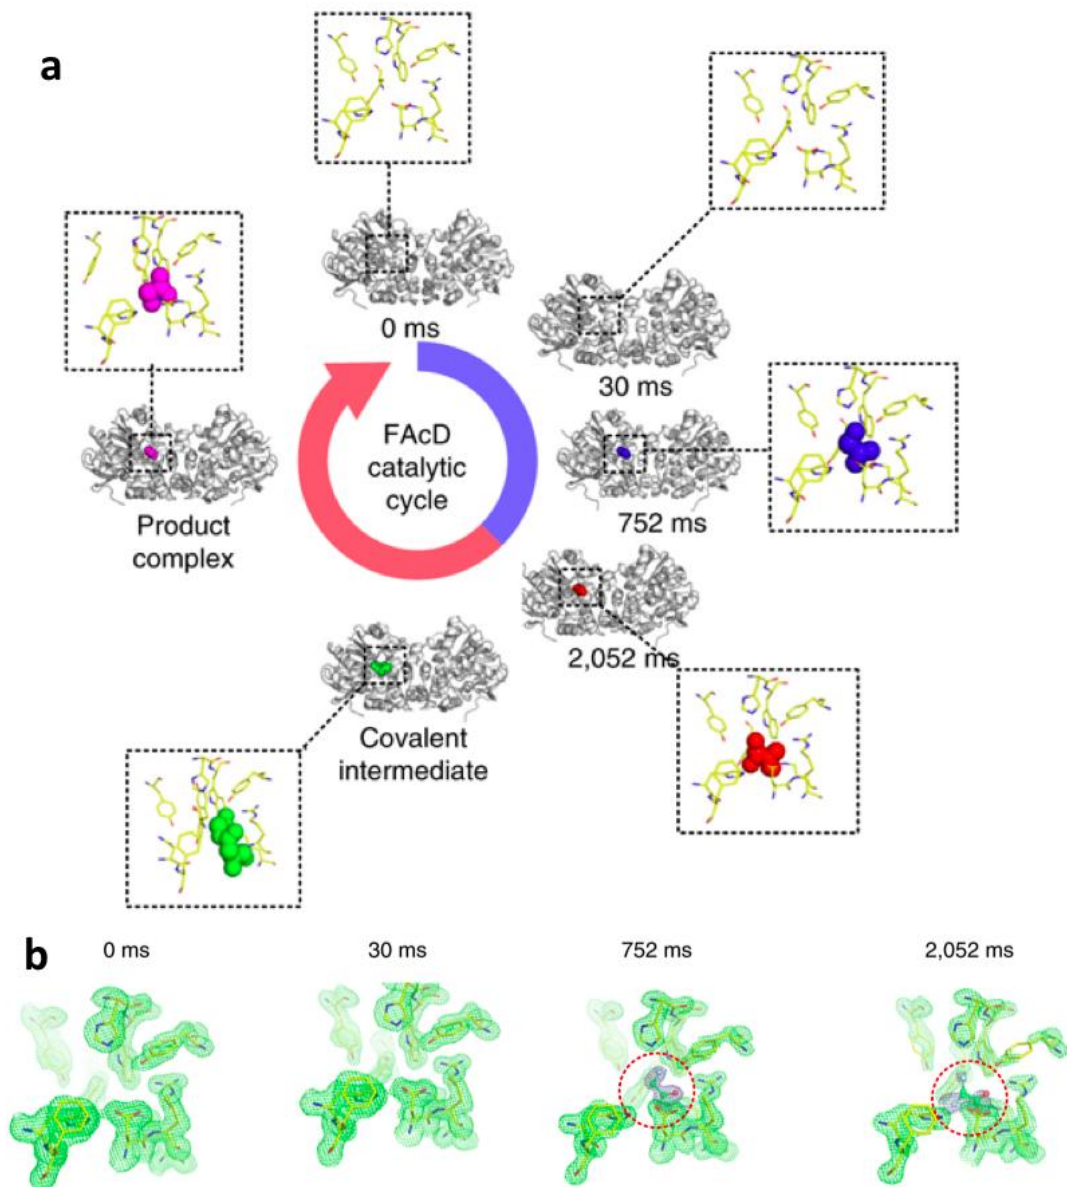 a
0 ms
30 ms
FAcD
catalytic
cycle
752 ms
Product
complex
2,052 ms
Covalent
intermediate
b
0 ms
30 ms
752 ms
2,052 ms